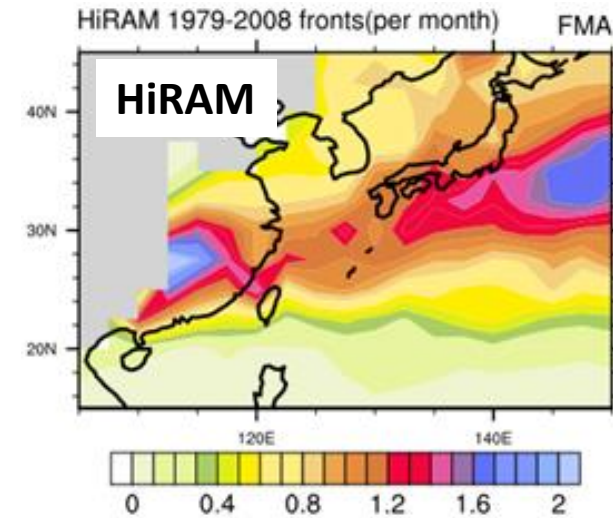 HiRAM 1979-2008 fronts(per month) FMA
HiRAM
40N
30N
20N
120E 140E
0 0.4 0.8 1.2 1.6 2